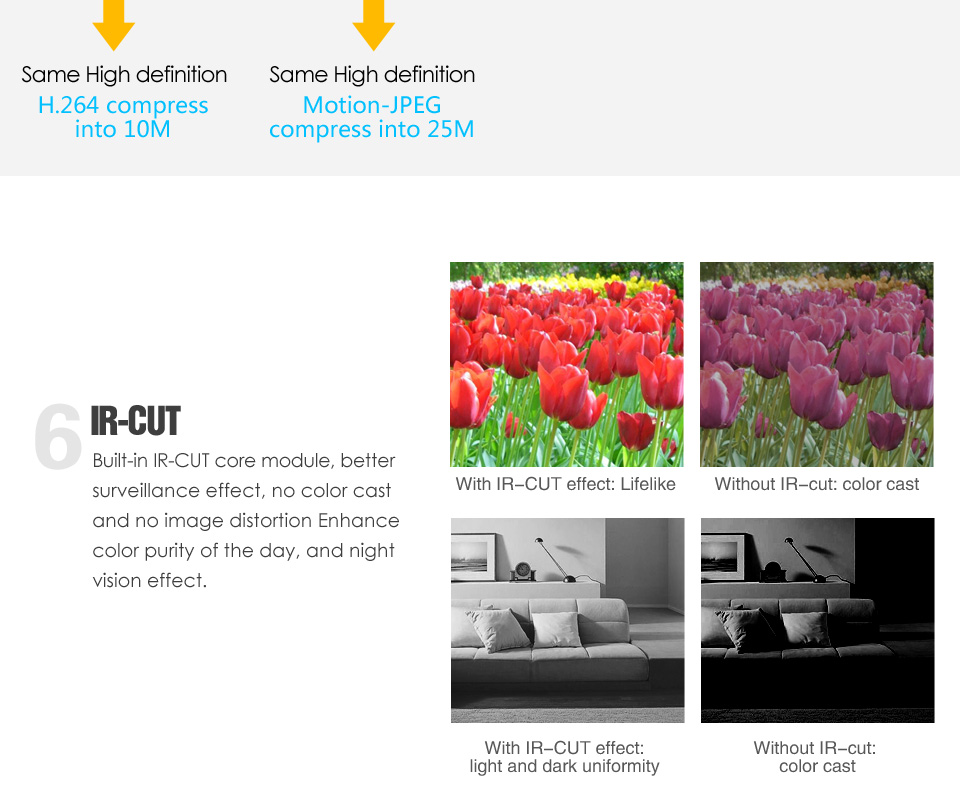 Same High definition
H.264 compress
into 10M
Same High definition
Motion-JPEG
compress into 25M
6
IR-CUT
Built-in IR-CUT core module, better
surveillance effect, no color cast
and no image distortion Enhance
color purity of the day, and night
vision effect.
With IR-CUT effect: Lifelike
Without IR-cut: color cast
With IR-CUT effect:
light and dark uniformity
Without IR-cut:
color cast